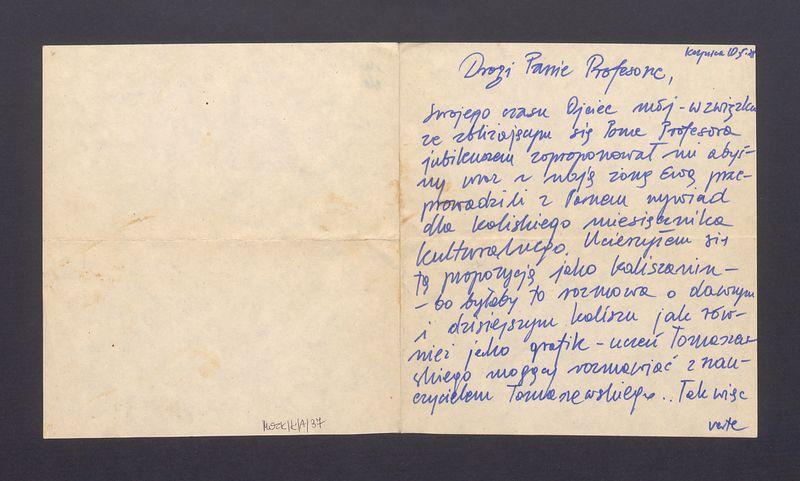 Drogi Panie Profesorze,
Swojego czasu Ojciec mój - w związku
ze zbliżającym się Pana Profesora
jubileuszem zaproponował mi abyś-
my wraz z moją żoną Ewą prze-
prowadzili z Panem wywiad
dla kaliskiego miesięcznika
kulturalnego. Ucieszyłem się
tą propozycją jako kaliszanin -
- bo byłaby to rozmowa o dawnym
i dzisiejszym Kaliszu jak rów-
nież jako grafik - uczeń Tomaszew-
skiego mogący rozmawiać z nau-
czycielem Tomaszewskiego... Tak więc
verte
MOZK/K/A/37